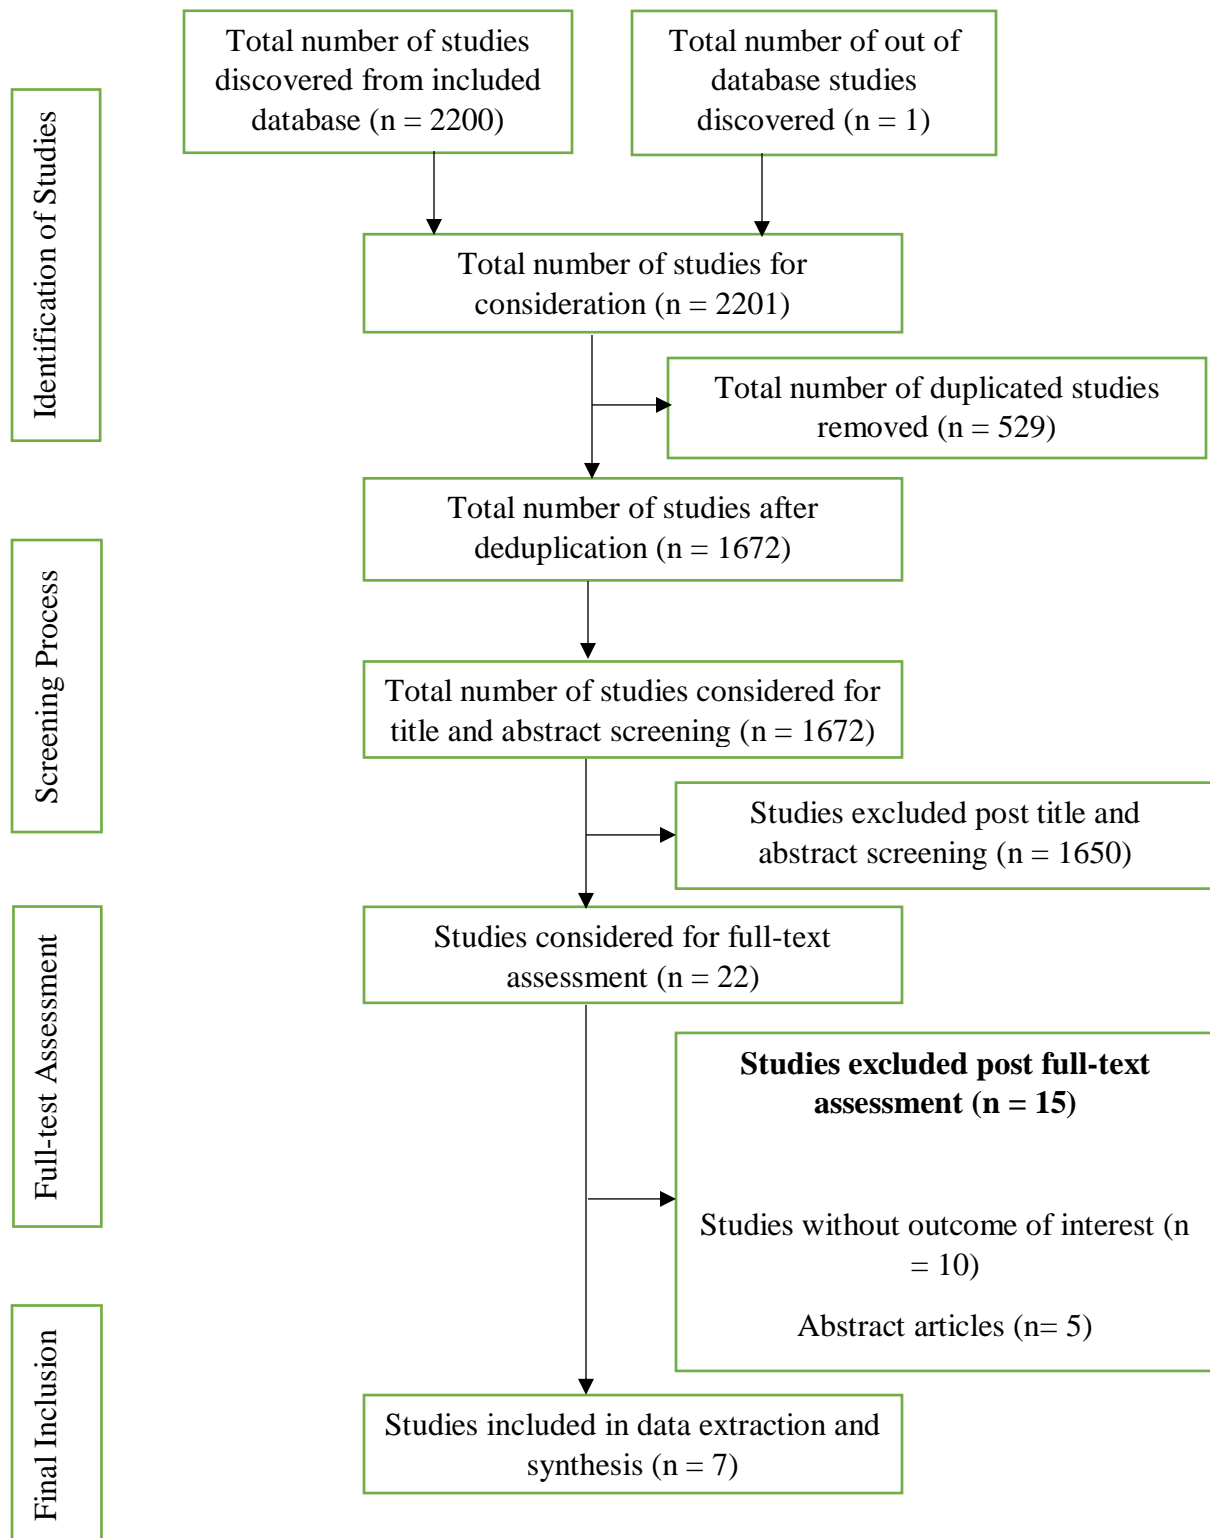 Total number of studies
discovered from included
database (n = 2200)
Total number of out of
database studies
discovered (n = 1)
Identification of Studies
Total number of studies for
consideration (n = 2201)
Total number of duplicated studies
removed (n = 529)
Total number of studies after
deduplication (n = 1672)
Screening Process
Total number of studies considered for
title and abstract screening (n = 1672)
Studies excluded post title and
abstract screening (n = 1650)
Full-test Assessment
Studies considered for full-text
assessment (n = 22)
Studies excluded post full-text
assessment (n = 15)
Studies without outcome of interest (n
= 10)
Abstract articles (n= 5)
Final Inclusion
Studies included in data extraction and
synthesis (n = 7)